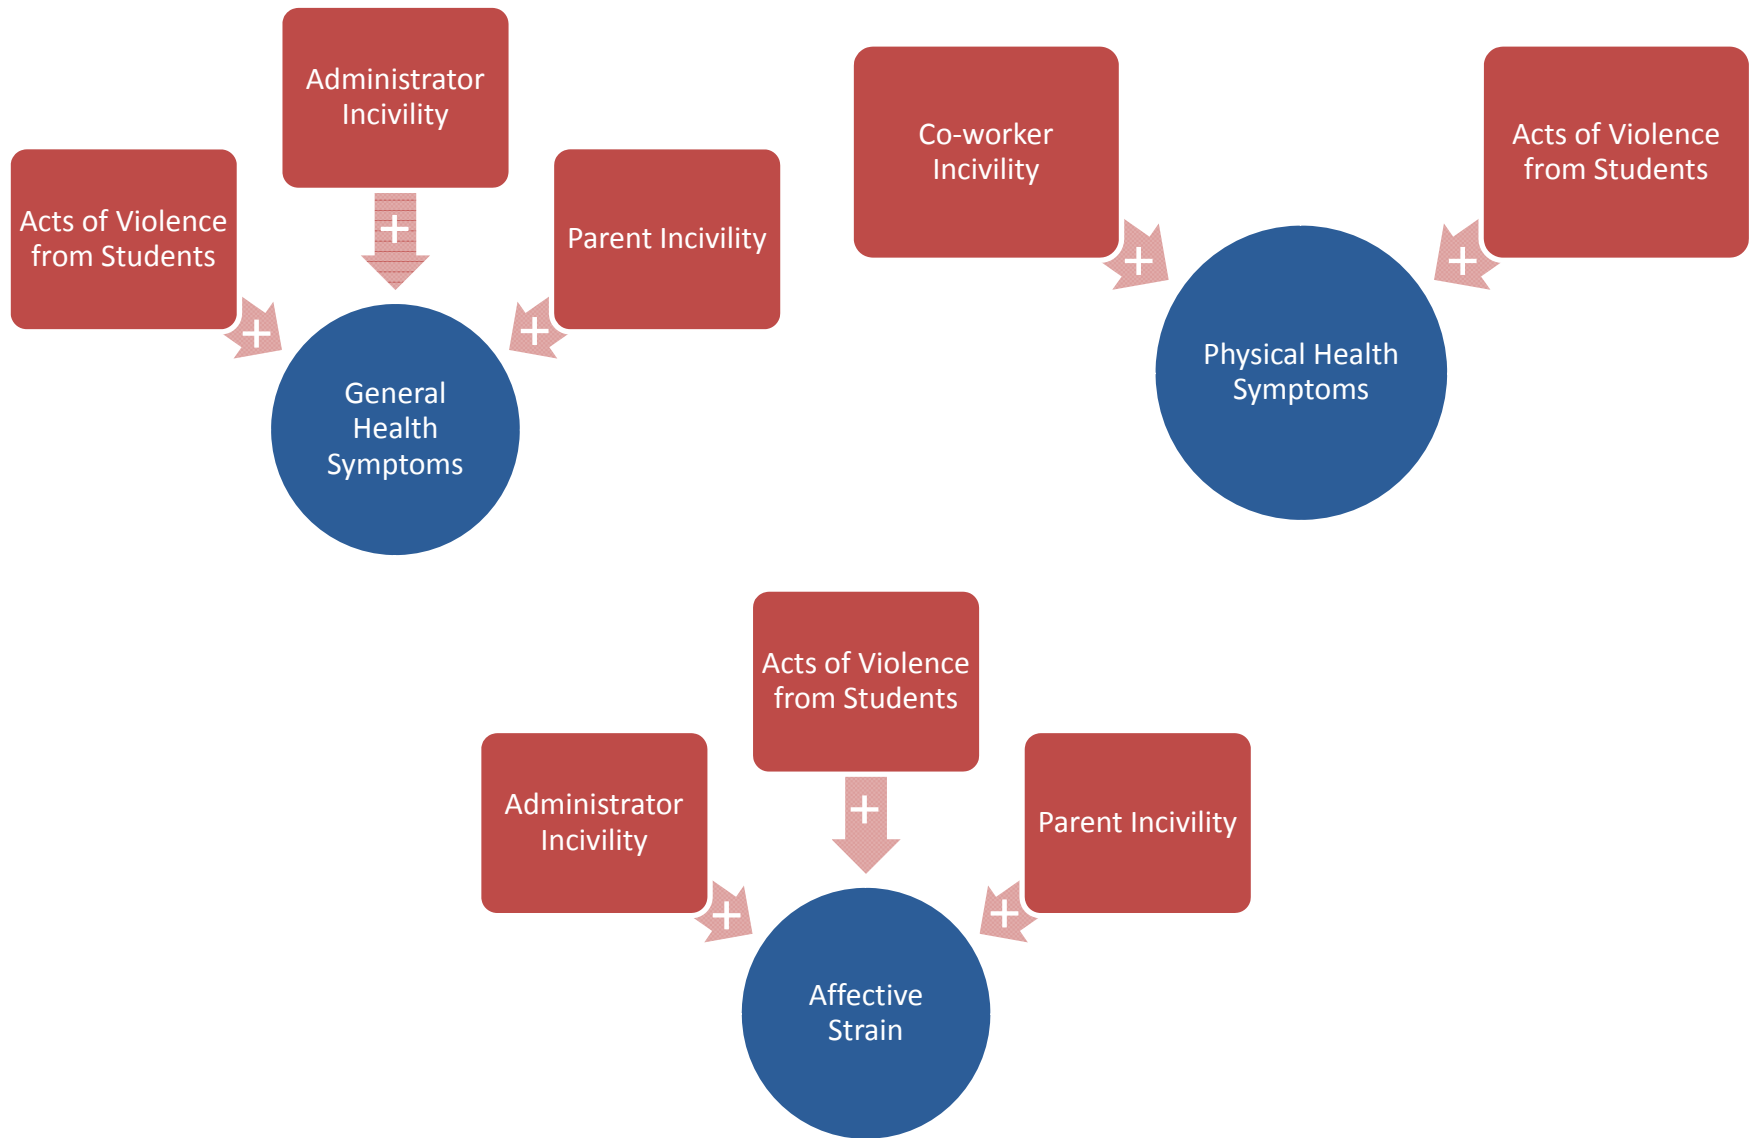 Administrator
Incivility
Acts of Violence
from Students
Parent Incivility
+
+
+
General
Health
Symptoms
Co-worker
Incivility
Acts of Violence
from Students
+
+
Physical Health
Symptoms
Acts of Violence
from Students
Administrator
Incivility
Parent Incivility
+
+
+
Affective
Strain